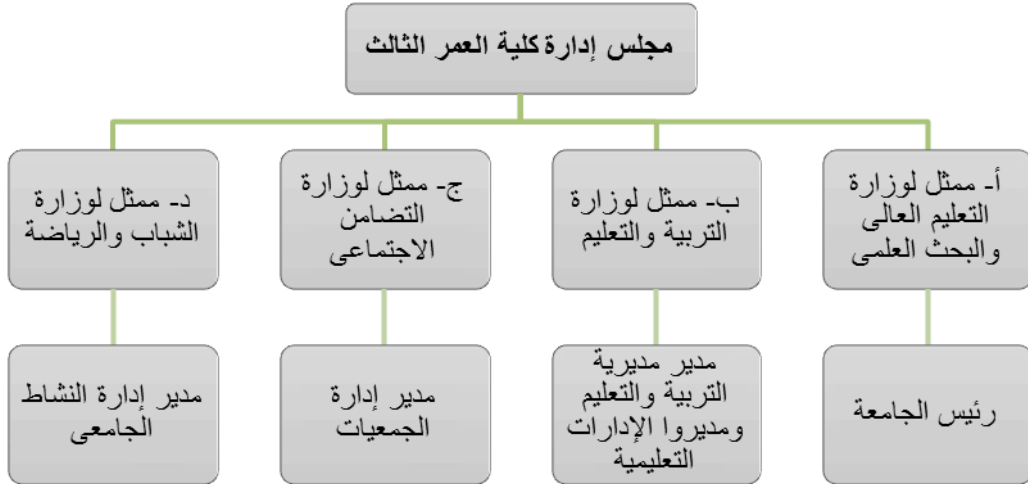 مجلس إدارة كلية العمر الثالث
أ- ممثل لوزارة
التعليم العالى
والبحث العلمى
ب- ممثل لوزارة
التربية والتعليم
ج- ممثل لوزارة
التضامن
الاجتماعى
د- ممثل لوزارة
الشباب والرياضة
رئيس الجامعة
مدير مديرية
التربية والتعليم
ومديروا الإدارات
التعليمية
مدير إدارة
الجمعيات
مدير إدارة النشاط
الجامعى